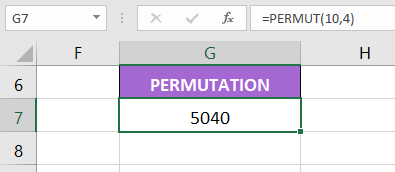 G7 fx =PERMUT(10,4)
F G H
6 PERMUTATION
7 5040
8